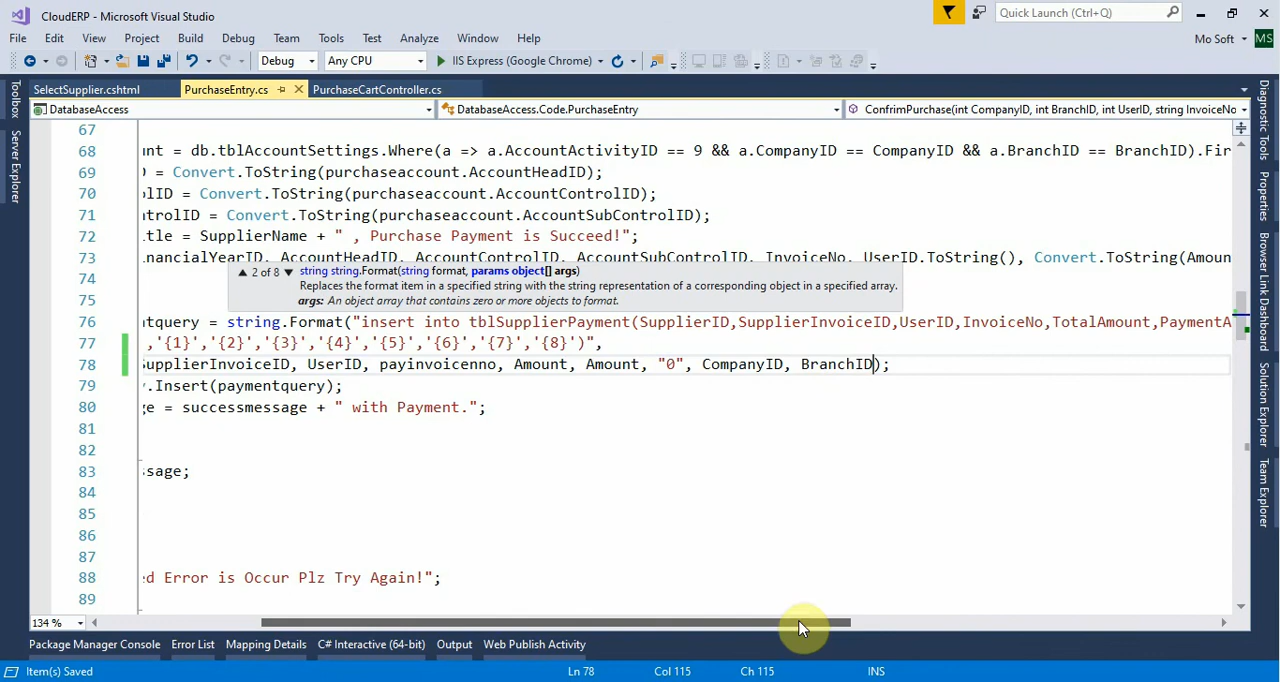 CloudERP - Microsoft Visual Studio
Quick Launch (Ctrl+Q)
File Edit View Project Build Debug Team Tools Test Analyze Window Help
Mo Soft MS
Debug Any CPU IIS Express (Google Chrome)
SelectSupplier.cshtml PurchaseEntry.cs PurchaseCartController.cs
DatabaseAccess DatabaseAccess.Code.PurchaseEntry ConfrimPurchase(int CompanyID, int BranchID, int UserID, string InvoiceNo
Toolbox
Server Explorer
67
68 unt = db.tblAccountSettings.Where(a => a.AccountActivityID == 9 && a.CompanyID == CompanyID && a.BranchID == BranchID).Fir
69 D = Convert.ToString(purchaseaccount.AccountHeadID);
70 olID = Convert.ToString(purchaseaccount.AccountControlID);
71 ontrolID = Convert.ToString(purchaseaccount.AccountSubControlID);
72 itle = SupplierName + " , Purchase Payment is Succeed!";
73 inancialYearID, AccountHeadID, AccountControlID, AccountSubControlID, InvoiceNo, UserID.ToString(), Convert.ToString(Amoun
74
▲ 2 of 8 ▼ string string.Format(string format, params object[] args)
Replaces the format item in a specified string with the string representation of a corresponding object in a specified array.
args: An object array that contains zero or more objects to format.
75
76 ntquery = string.Format("insert into tblSupplierPayment(SupplierID,SupplierInvoiceID,UserID,InvoiceNo,TotalAmount,PaymentA
77 ,'{1}','{2}','{3}','{4}','{5}','{6}','{7}','{8}')",
78 SupplierInvoiceID, UserID, payinvoicenno, Amount, Amount, "0", CompanyID, BranchID);
79 y.Insert(paymentquery);
80 ge = successmessage + " with Payment.";
81
82
83 ssage;
84
85
86
87
88 ed Error is Occur Plz Try Again!";
89
Diagnostic Tools
Properties
Browser Link Dashboard
Solution Explorer
Team Explorer
134 %
Package Manager Console Error List Mapping Details C# Interactive (64-bit) Output Web Publish Activity
Item(s) Saved Ln 78 Col 115 Ch 115 INS